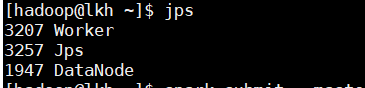 [hadoop@lkh ~]$ jps
3207 Worker
3257 Jps
1947 DataNode